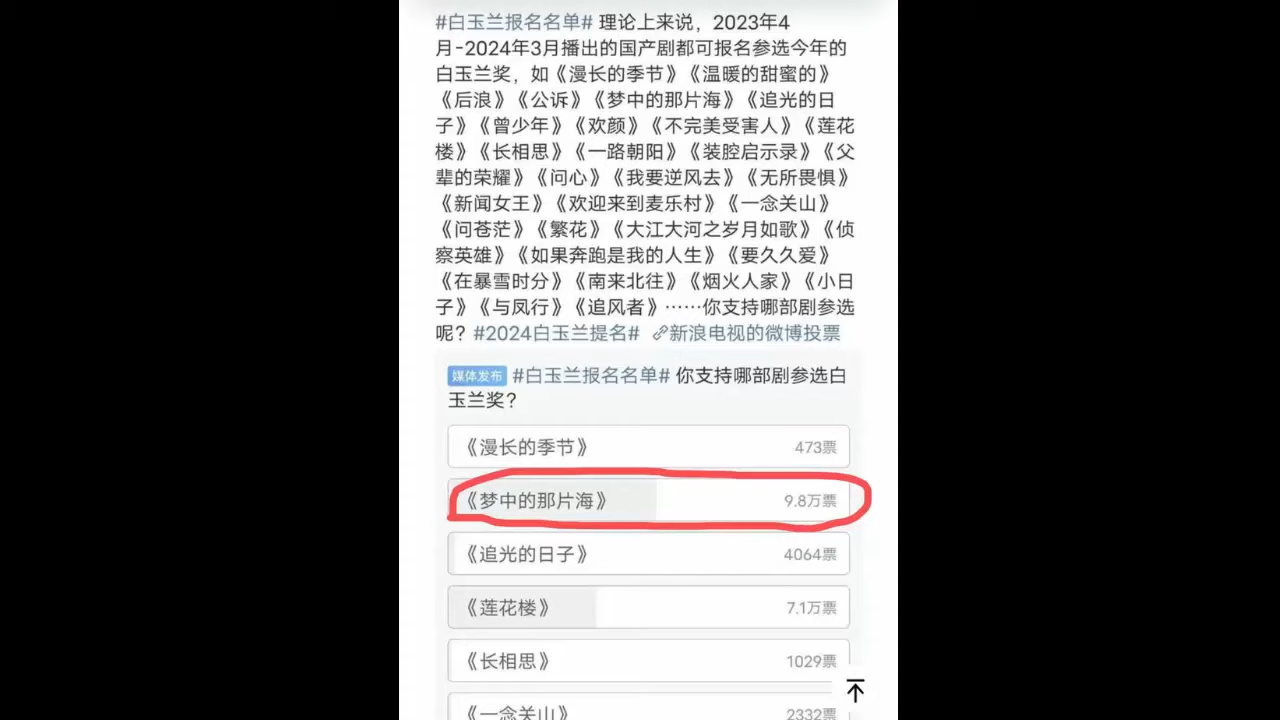 #白玉兰报名名单# 理论上来说，2023年4
月-2024年3月播出的国产剧都可报名参选今年的
白玉兰奖，如《漫长的季节》《温暖的甜蜜的》
《后浪》《公诉》《梦中的那片海》《追光的日
子》《曾少年》《欢颜》《不完美受害人》《莲花
楼》《长相思》《一路朝阳》《装腔启示录》《父
辈的荣耀》《问心》《我要逆风去》《无所畏惧》
《新闻女王》《欢迎来到麦乐村》《一念关山》
《问苍茫》《繁花》《大江大河之岁月如歌》《侦
察英雄》《如果奔跑是我的人生》《要久久爱》
《在暴雪时分》《南来北往》《烟火人家》《小日
子》《与凤行》《追风者》……你支持哪部剧参选
呢？#2024白玉兰提名# 新浪电视的微博投票
媒体发布 #白玉兰报名名单# 你支持哪部剧参选白
玉兰奖？
《漫长的季节》 473票
《梦中的那片海》 9.8万票
《追光的日子》 4064票
《莲花楼》 7.1万票
《长相思》 1029票
《一念关山》 2332票